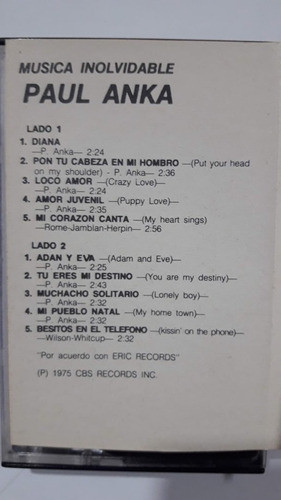 MUSICA INOLVIDABLE
PAUL ANKA
LADO 1
1. DIANA
—P. Anka— 2:24
2. PON TU CABEZA EN MI HOMBRO —(Put your head
on my shoulder) - P. Anka— 2:36
3. LOCO AMOR —(Crazy Love)—
P. Anka— 2:24
4. AMOR JUVENIL —(Puppy Love)—
—P. Anka— 2:35
5. MI CORAZON CANTA —(My heart sings)
—Rome-Jamblan-Herpin— 2:56
LADO 2
1. ADAN Y EVA —(Adam and Eve)—
P. Anka— 2:25
2. TU ERES MI DESTINO —(You are my destiny)—
P. Anka— 2:43
3. MUCHACHO SOLITARIO —(Lonely boy)—
P. Anka— 2:32
4. MI PUEBLO NATAL —(My home town)—
P. Anka— 2:32
5. BESITOS EN EL TELEFONO —(kissin' on the phone)—
—Wilson-Whitcup— 2:32
"Por acuerdo con ERIC RECORDS"
(P) 1975 CBS RECORDS INC.